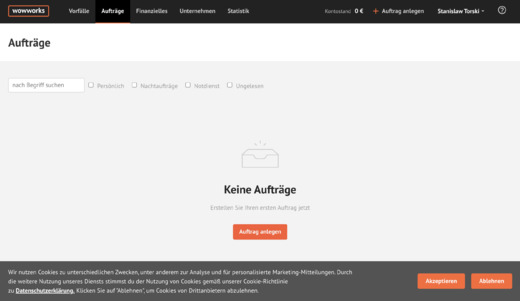 wowworks Vorfälle Aufträge Finanzielles Unternehmen Statistik Kontostand 0 € + Auftrag anlegen Stanislaw Torski
Aufträge
nach Begriff suchen Persönlich Nachtaufträge Notdienst Ungelesen
Keine Aufträge
Erstellen Sie Ihren ersten Auftrag jetzt
Auftrag anlegen
Wir nutzen Cookies zu unterschiedlichen Zwecken, unter anderem zur Analyse und für personalisierte Marketing-Mitteilungen. Durch
die weitere Nutzung unseres Diensts stimmst du der Nutzung von Cookies gemäß unserer Cookie-Richtlinie
zu Datenschutzerklärung. Klicken Sie auf "Ablehnen", um Cookies von Drittanbietern abzulehnen.
Akzeptieren Ablehnen